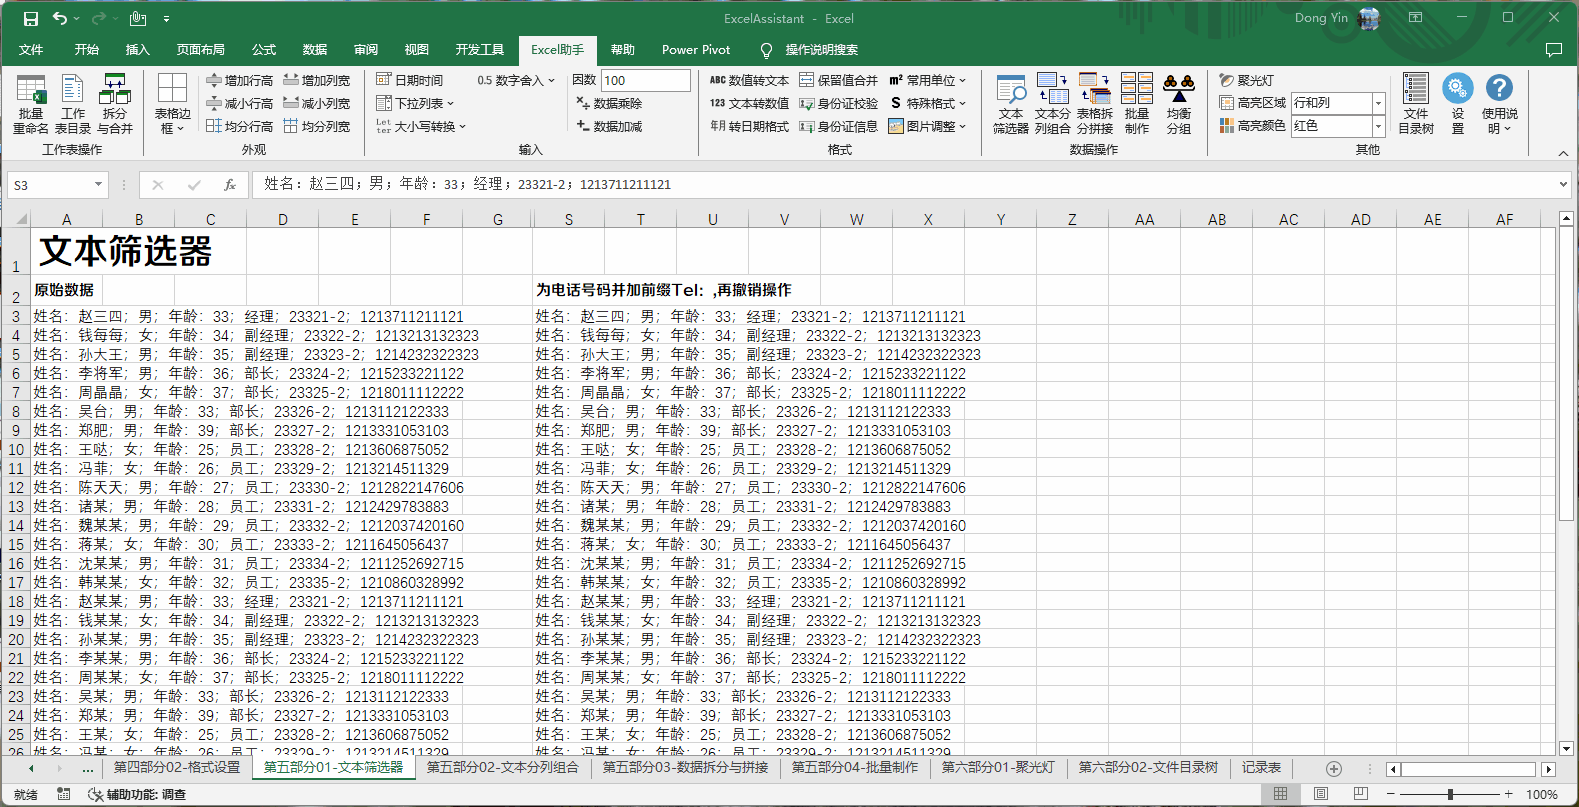 ExcelAssistant - Excel
Dong Yin
文件 开始 插入 页面布局 公式 数据 审阅 视图 开发工具 Excel助手 帮助 Power Pivot 操作说明搜索
批量重命名
工作表目录
拆分与合并
工作表操作
表格边框
增加行高 增加列宽
减小行高 减小列宽
均分行高 均分列宽
外观
日期时间 0.5 数字舍入
下拉列表
Letter 大小写转换
因数 100
数据乘除
数据加减
输入
ABC 数值转文本 保留值合并 m² 常用单位
123 文本转数值 身份证校验 $ 特殊格式
年月 转日期格式 身份证信息 图片调整
格式
文本筛选器
文本分列组合
表格拆分拼接
批量制作
均衡分组
数据操作
聚光灯
高亮区域 行和列
高亮颜色 红色
文件目录树
设置
使用说明
其他
S3 fx 姓名：赵三四；男；年龄：33；经理；23321-2；1213711211121
A B C D E F G S T U V W X Y Z AA AB AC AD AE AF
1 文本筛选器
2 原始数据 为电话号码并加前缀Tel：,再撤销操作
3 姓名：赵三四；男；年龄：33；经理；23321-2；1213711211121 姓名：赵三四；男；年龄：33；经理；23321-2；1213711211121
4 姓名：钱每每；女；年龄：34；副经理；23322-2；1213213132323 姓名：钱每每；女；年龄：34；副经理；23322-2；1213213132323
5 姓名：孙大王；男；年龄：35；副经理；23323-2；1214232322323 姓名：孙大王；男；年龄：35；副经理；23323-2；1214232322323
6 姓名：李将军；男；年龄：36；部长；23324-2；1215233221122 姓名：李将军；男；年龄：36；部长；23324-2；1215233221122
7 姓名：周晶晶；女；年龄：37；部长；23325-2；1218011112222 姓名：周晶晶；女；年龄：37；部长；23325-2；1218011112222
8 姓名：吴台；男；年龄：33；部长；23326-2；1213112122333 姓名：吴台；男；年龄：33；部长；23326-2；1213112122333
9 姓名：郑肥；男；年龄：39；部长；23327-2；1213331053103 姓名：郑肥；男；年龄：39；部长；23327-2；1213331053103
10 姓名：王哒；女；年龄：25；员工；23328-2；1213606875052 姓名：王哒；女；年龄：25；员工；23328-2；1213606875052
11 姓名：冯菲；女；年龄：26；员工；23329-2；1213214511329 姓名：冯菲；女；年龄：26；员工；23329-2；1213214511329
12 姓名：陈天天；男；年龄：27；员工；23330-2；1212822147606 姓名：陈天天；男；年龄：27；员工；23330-2；1212822147606
13 姓名：诸某；男；年龄：28；员工；23331-2；1212429783883 姓名：诸某；男；年龄：28；员工；23331-2；1212429783883
14 姓名：魏某某；男；年龄：29；员工；23332-2；1212037420160 姓名：魏某某；男；年龄：29；员工；23332-2；1212037420160
15 姓名：蒋某；女；年龄：30；员工；23333-2；1211645056437 姓名：蒋某；女；年龄：30；员工；23333-2；1211645056437
16 姓名：沈某某；男；年龄：31；员工；23334-2；1211252692715 姓名：沈某某；男；年龄：31；员工；23334-2；1211252692715
17 姓名：韩某某；女；年龄：32；员工；23335-2；1210860328992 姓名：韩某某；女；年龄：32；员工；23335-2；1210860328992
18 姓名：赵某某；男；年龄：33；经理；23321-2；1213711211121 姓名：赵某某；男；年龄：33；经理；23321-2；1213711211121
19 姓名：钱某某；女；年龄：34；副经理；23322-2；1213213132323 姓名：钱某某；女；年龄：34；副经理；23322-2；1213213132323
20 姓名：孙某某；男；年龄：35；副经理；23323-2；1214232322323 姓名：孙某某；男；年龄：35；副经理；23323-2；1214232322323
21 姓名：李某某；男；年龄：36；部长；23324-2；1215233221122 姓名：李某某；男；年龄：36；部长；23324-2；1215233221122
22 姓名：周某某；女；年龄：37；部长；23325-2；1218011112222 姓名：周某某；女；年龄：37；部长；23325-2；1218011112222
23 姓名：吴某；男；年龄：33；部长；23326-2；1213112122333 姓名：吴某；男；年龄：33；部长；23326-2；1213112122333
24 姓名：郑某；男；年龄：39；部长；23327-2；1213331053103 姓名：郑某；男；年龄：39；部长；23327-2；1213331053103
25 姓名：王某；女；年龄：25；员工；23328-2；1213606875052 姓名：王某；女；年龄：25；员工；23328-2；1213606875052
26 姓名：冯某；女；年龄：26；员工；23329-2；1213214511329 姓名：冯某；女；年龄：26；员工；23329-2；1213214511329
... 第四部分02-格式设置 第五部分01-文本筛选器 第五部分02-文本分列组合 第五部分03-数据拆分与拼接 第五部分04-批量制作 第六部分01-聚光灯 第六部分02-文件目录树 记录表
就绪 辅助功能: 调查 100%